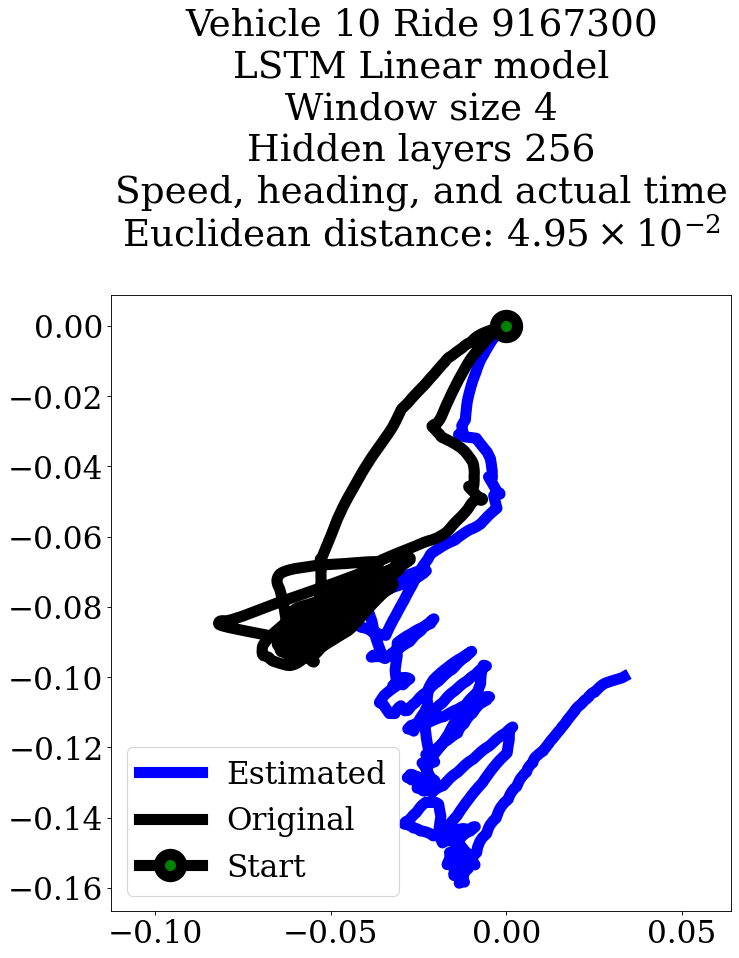 Vehicle 10 Ride 9167300
LSTM Linear model
Window size 4
Hidden layers 256
Speed, heading, and actual time
Euclidean distance: 4.95 × 10⁻²
0.00
−0.02
−0.04
−0.06
−0.08
−0.10
−0.12
−0.14
−0.16
Estimated
Original
Start
−0.10 −0.05 0.00 0.05